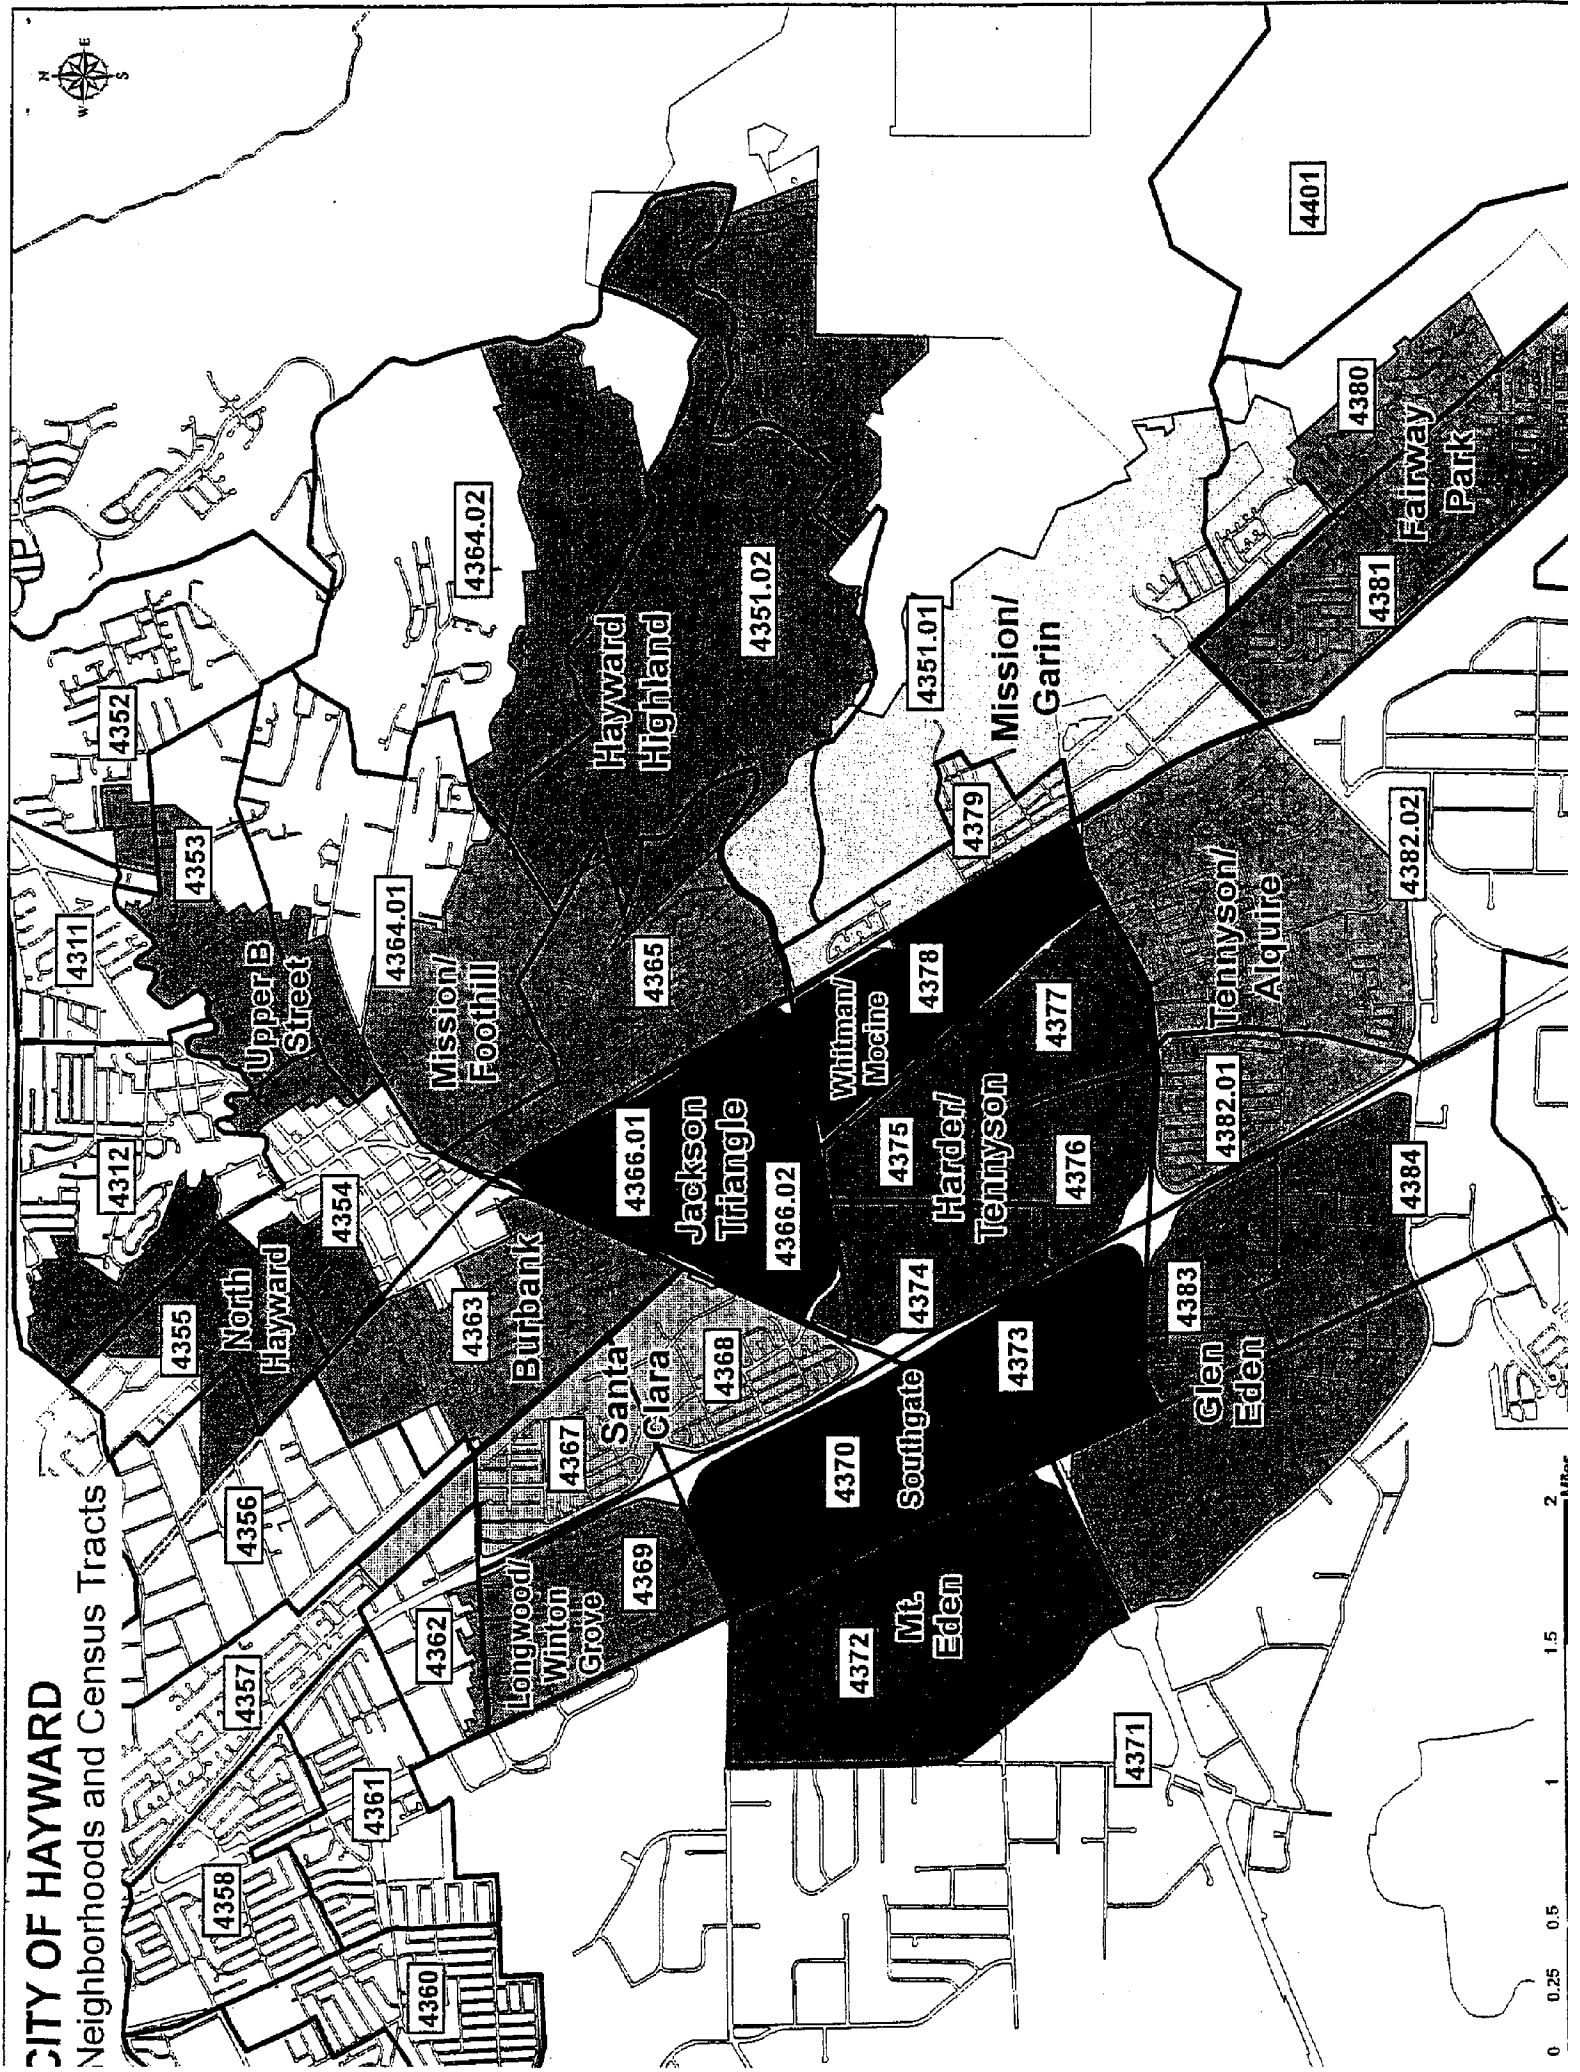 CITY OF HAYWARD
Neighborhoods and Census Tracts
N
W
E
S
4311
4312
4352
4353
4354
4355
4356
4357
4358
4360
4361
4362
4363
4364.01
4364.02
4365
4366.01
4366.02
4367
4368
4369
4370
4371
4372
4373
4374
4375
4376
4377
4378
4379
4380
4381
4382.01
4382.02
4383
4384
4351.01
4351.02
4401
Upper B
Street
North
Hayward
Mission/
Foothill
Burbank
Hayward
Highland
Santa
Clara
Longwood/
Winton
Grove
Jackson
Triangle
Whitman/
Mocine
Mission/
Garin
Harder/
Tennyson
Southgate
Mt.
Eden
Glen
Eden
Tennyson/
Alquire
Fairway
Park
0
0.25
0.5
1
1.5
2
Miles